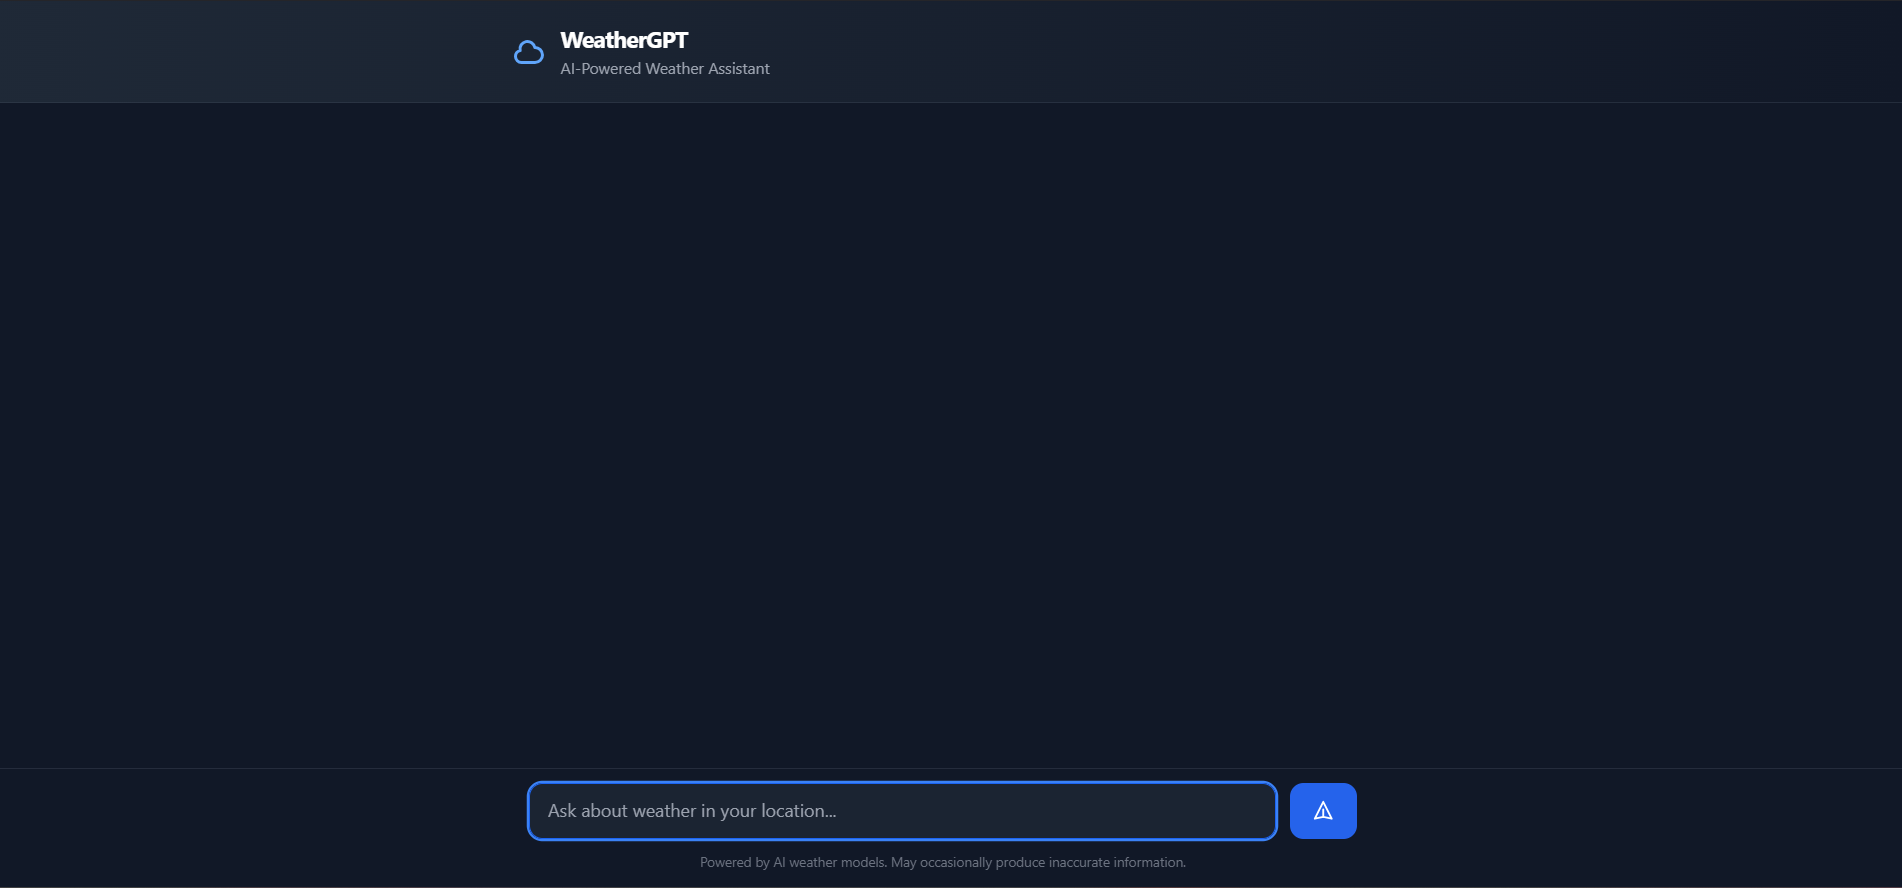 WeatherGPT
AI-Powered Weather Assistant
Ask about weather in your location...
Powered by AI weather models. May occasionally produce inaccurate information.